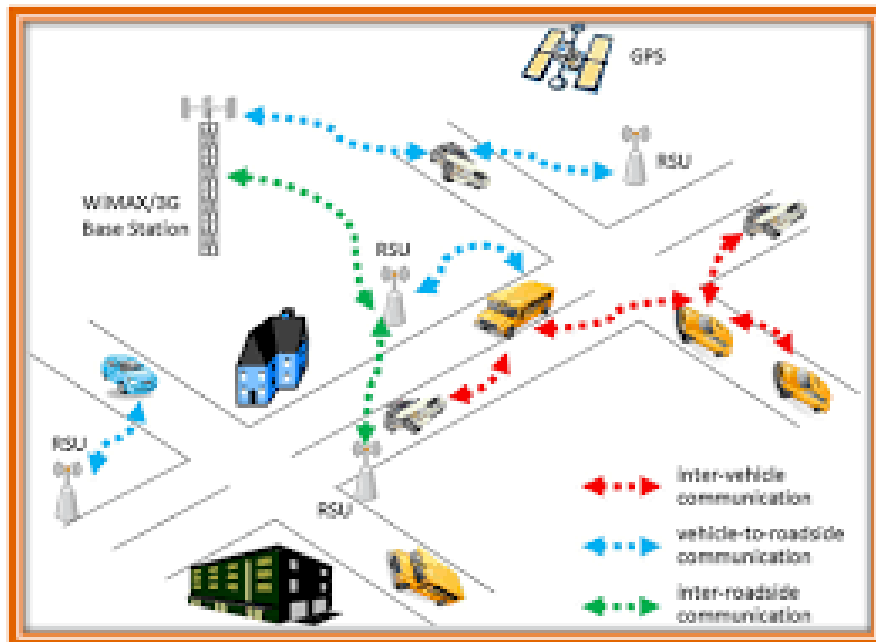 GPS
RSU
WiMAX/3G
Base Station
RSU
RSU
RSU
inter-vehicle
communication
vehicle-to-roadside
communication
inter-roadside
communication